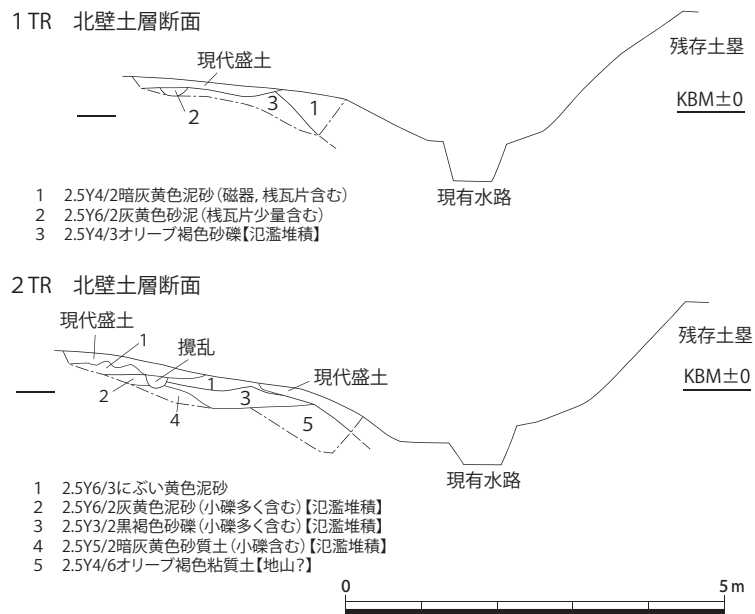 1 TR 北壁土層断面
残存土塁
現代盛土
KBM±0
3
1
2
現有水路
1 2.5Y4/2暗灰黄色泥砂(磁器, 桟瓦片含む)
2 2.5Y6/2灰黄色砂泥(桟瓦片少量含む)
3 2.5Y4/3オリーブ褐色砂礫【氾濫堆積】
2 TR 北壁土層断面
現代盛土
1
攪乱
残存土塁
現代盛土
KBM±0
1
2
3
4
5
現有水路
1 2.5Y6/3にぶい黄色泥砂
2 2.5Y6/2灰黄色泥砂(小礫多く含む)【氾濫堆積】
3 2.5Y3/2黒褐色砂礫(小礫多く含む)【氾濫堆積】
4 2.5Y5/2暗灰黄色砂質土(小礫含む)【氾濫堆積】
5 2.5Y4/6オリーブ褐色粘質土【地山?】
0 5 m